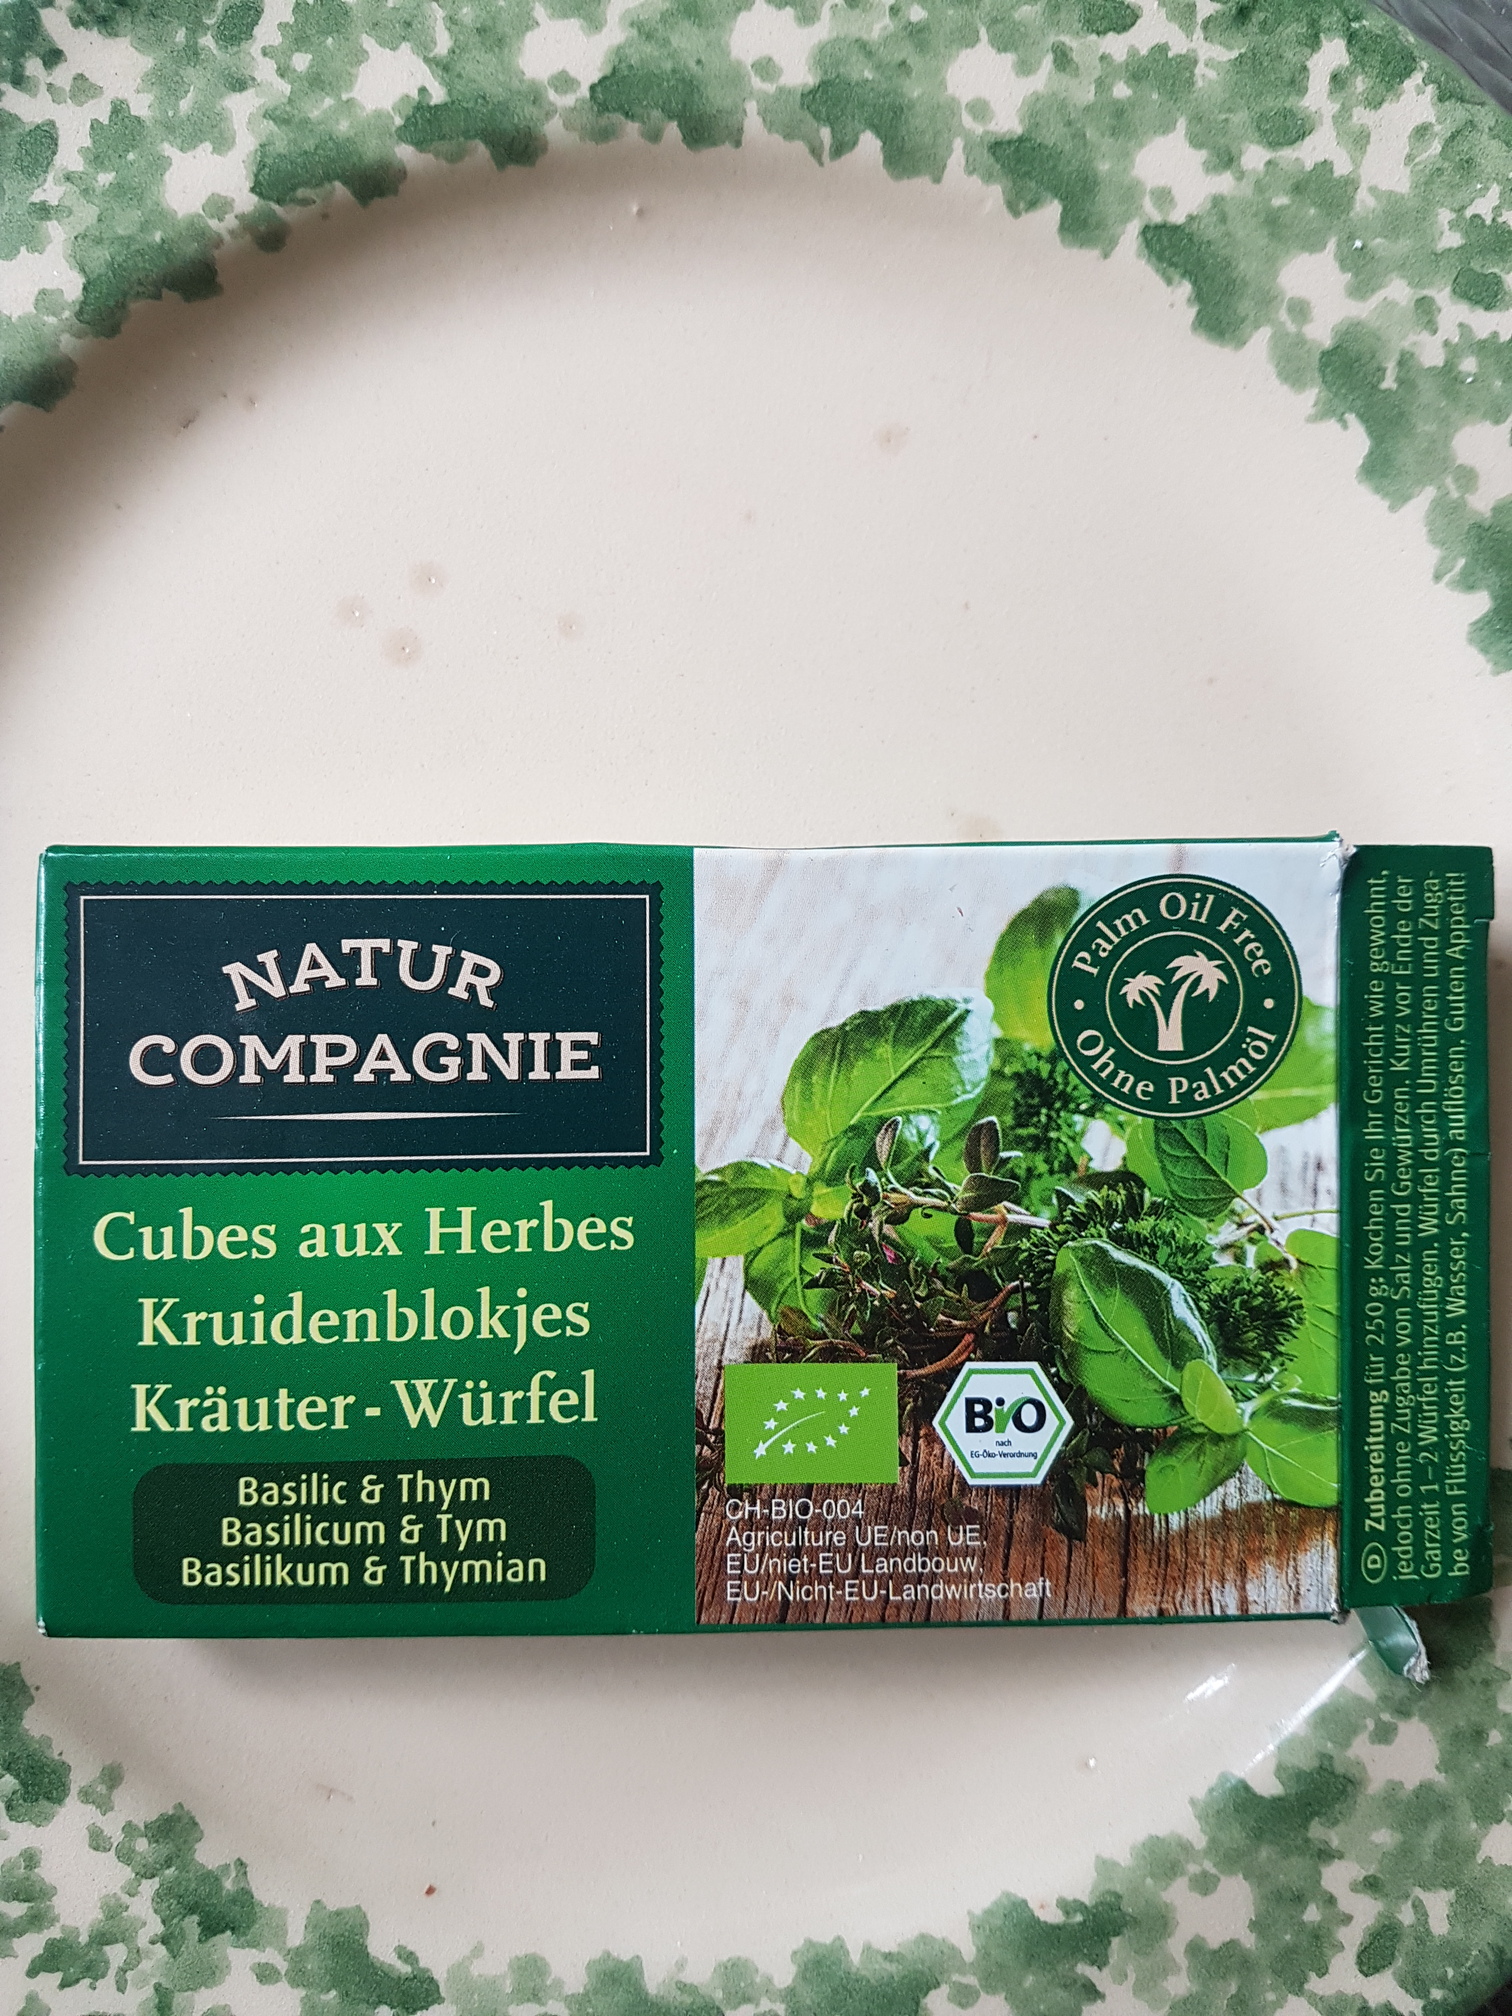 NATUR
COMPAGNIE
Cubes aux Herbes
Kruidenblokjes
Kräuter-Würfel
Basilic & Thym
Basilicum & Tym
Basilikum & Thymian
Palm Oil Free
Ohne Palmöl
Bio
nach
EG-Öko-Verordnung
CH-BIO-004
Agriculture UE/non UE,
EU/niet-EU Landbouw,
EU-/Nicht-EU-Landwirtschaft
D Zubereitung für 250 g: Kochen Sie Ihr Gericht wie gewohnt,
jedoch ohne Zugabe von Salz und Gewürzen. Kurz vor Ende der
Garzeit 1–2 Würfel hinzufügen. Würfel durch Umrühren und Zuga-
be von Flüssigkeit (z.B. Wasser, Sahne) auflösen. Guten Appetit!